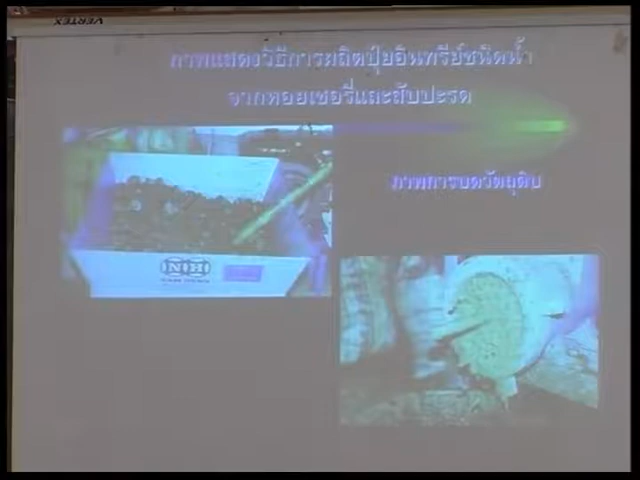 VERTEX
ภาพแสดงวิธีการผลิตปุ๋ยอินทรีย์ชนิดน้ำ
จากหอยเชอรี่และสับปะรด
ภาพการบดวัตถุดิบ
NH